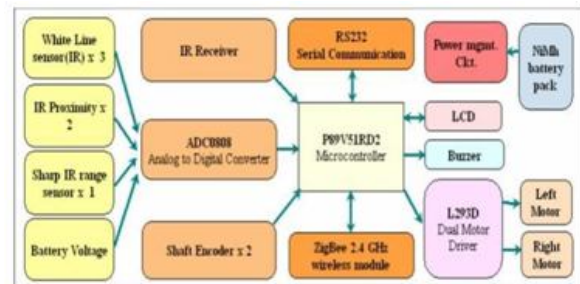 White Line
sensor(IR) x 3
IR Proximity x
2
Sharp IR range
sensor x 1
Battery Voltage
IR Receiver
ADC0808
Analog to Digital Converter
Shaft Encoder x 2
RS232
Serial Communication
P89V51RD2
Microcontroller
ZigBee 2.4 GHz
wireless module
Power mgmt.
Ckt.
NiMh
battery
pack
LCD
Buzzer
L293D
Dual Motor
Driver
Left
Motor
Right
Motor